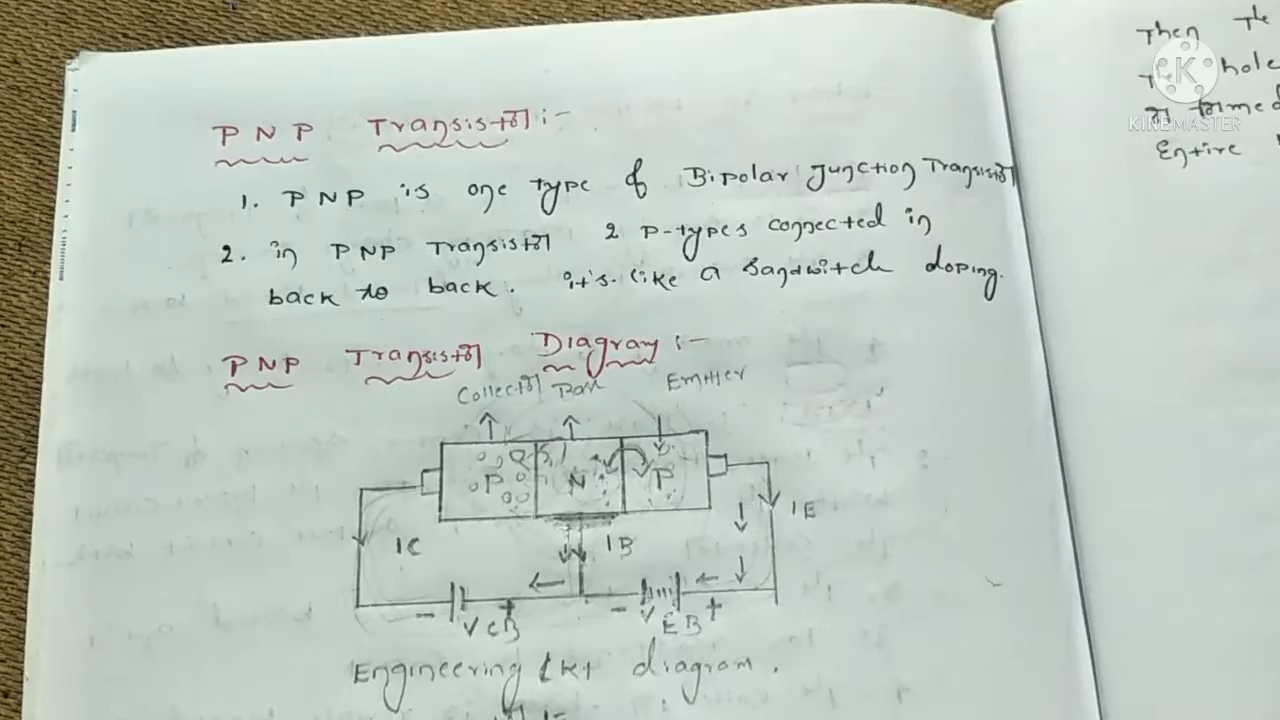 PNP Transistor :-
1. PNP is one type of Bipolar Junction Transistor
2. in PNP Transistor 2 P-types connected in
back to back. it's like a sandwitch doping.
PNP Transistor Diagram :-
Collector Base Emitter
P N P
IC IB IE
- + - +
VCB VEB
Engineering CKt diagram.
Then The
hole
formed
Entire
KINEMASTER